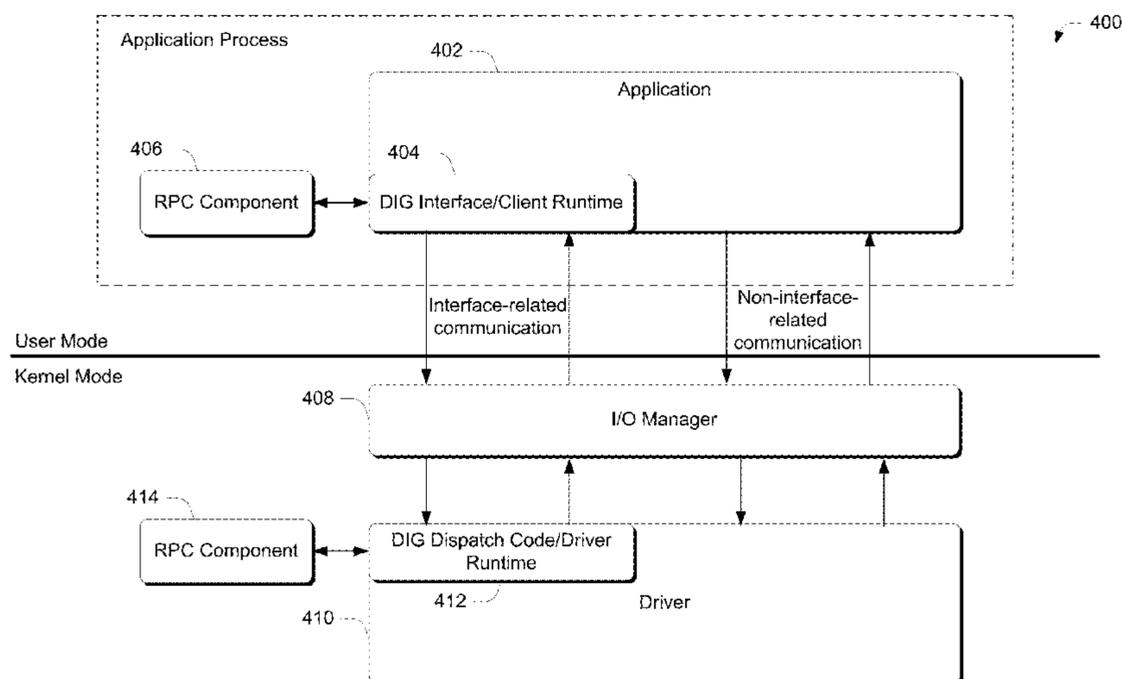 400
Application Process
402
Application
406
404
RPC Component
DIG Interface/Client Runtime
Interface-related
communication
Non-interface-
related
communication
User Mode
Kernel Mode
408
I/O Manager
414
RPC Component
DIG Dispatch Code/Driver
Runtime
412
Driver
410